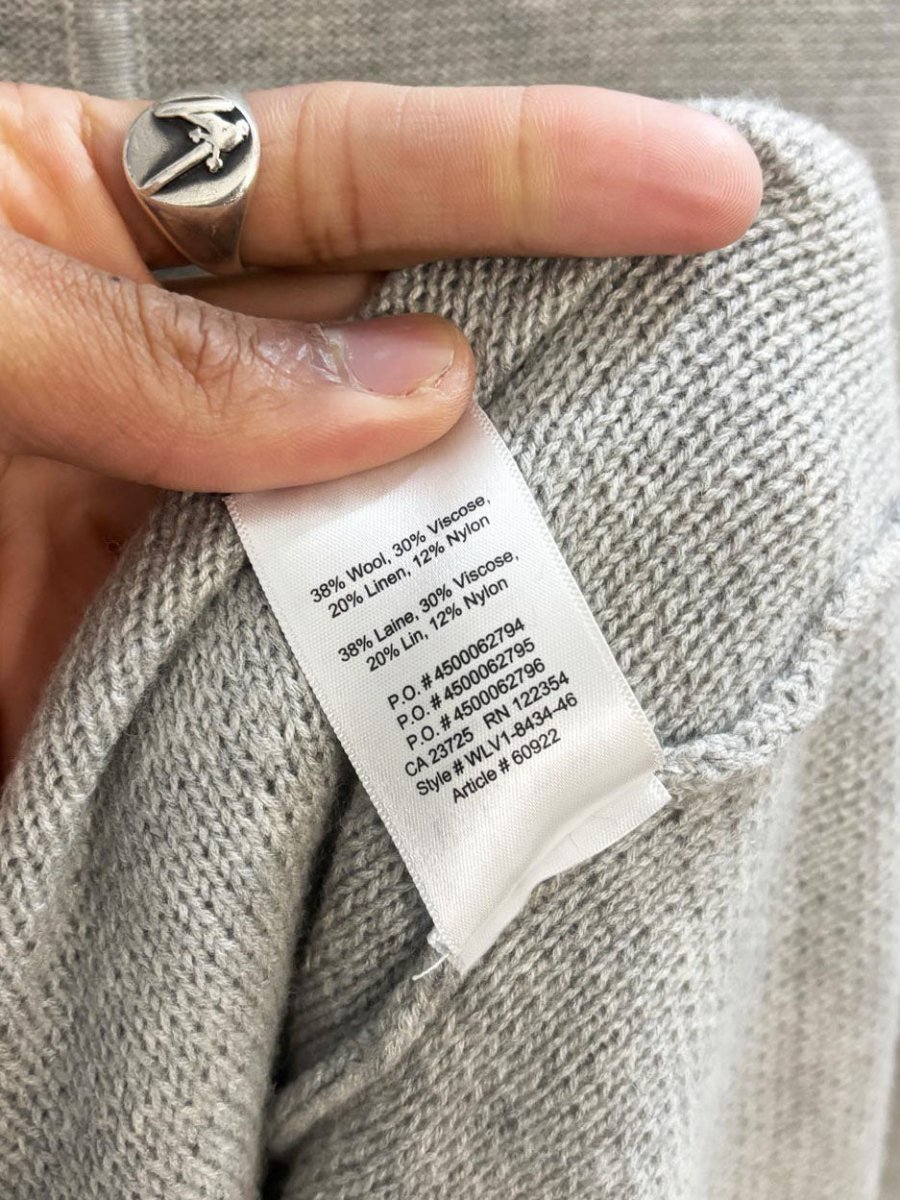 38% Wool, 30% Viscose,
20% Linen, 12% Nylon
38% Laine, 30% Viscose,
20% Lin, 12% Nylon
P.O. # 4500062794
P.O. # 4500062795
P.O. # 4500062796
CA 23725 RN 122354
Style # WLV1-8434-46
Article # 60922